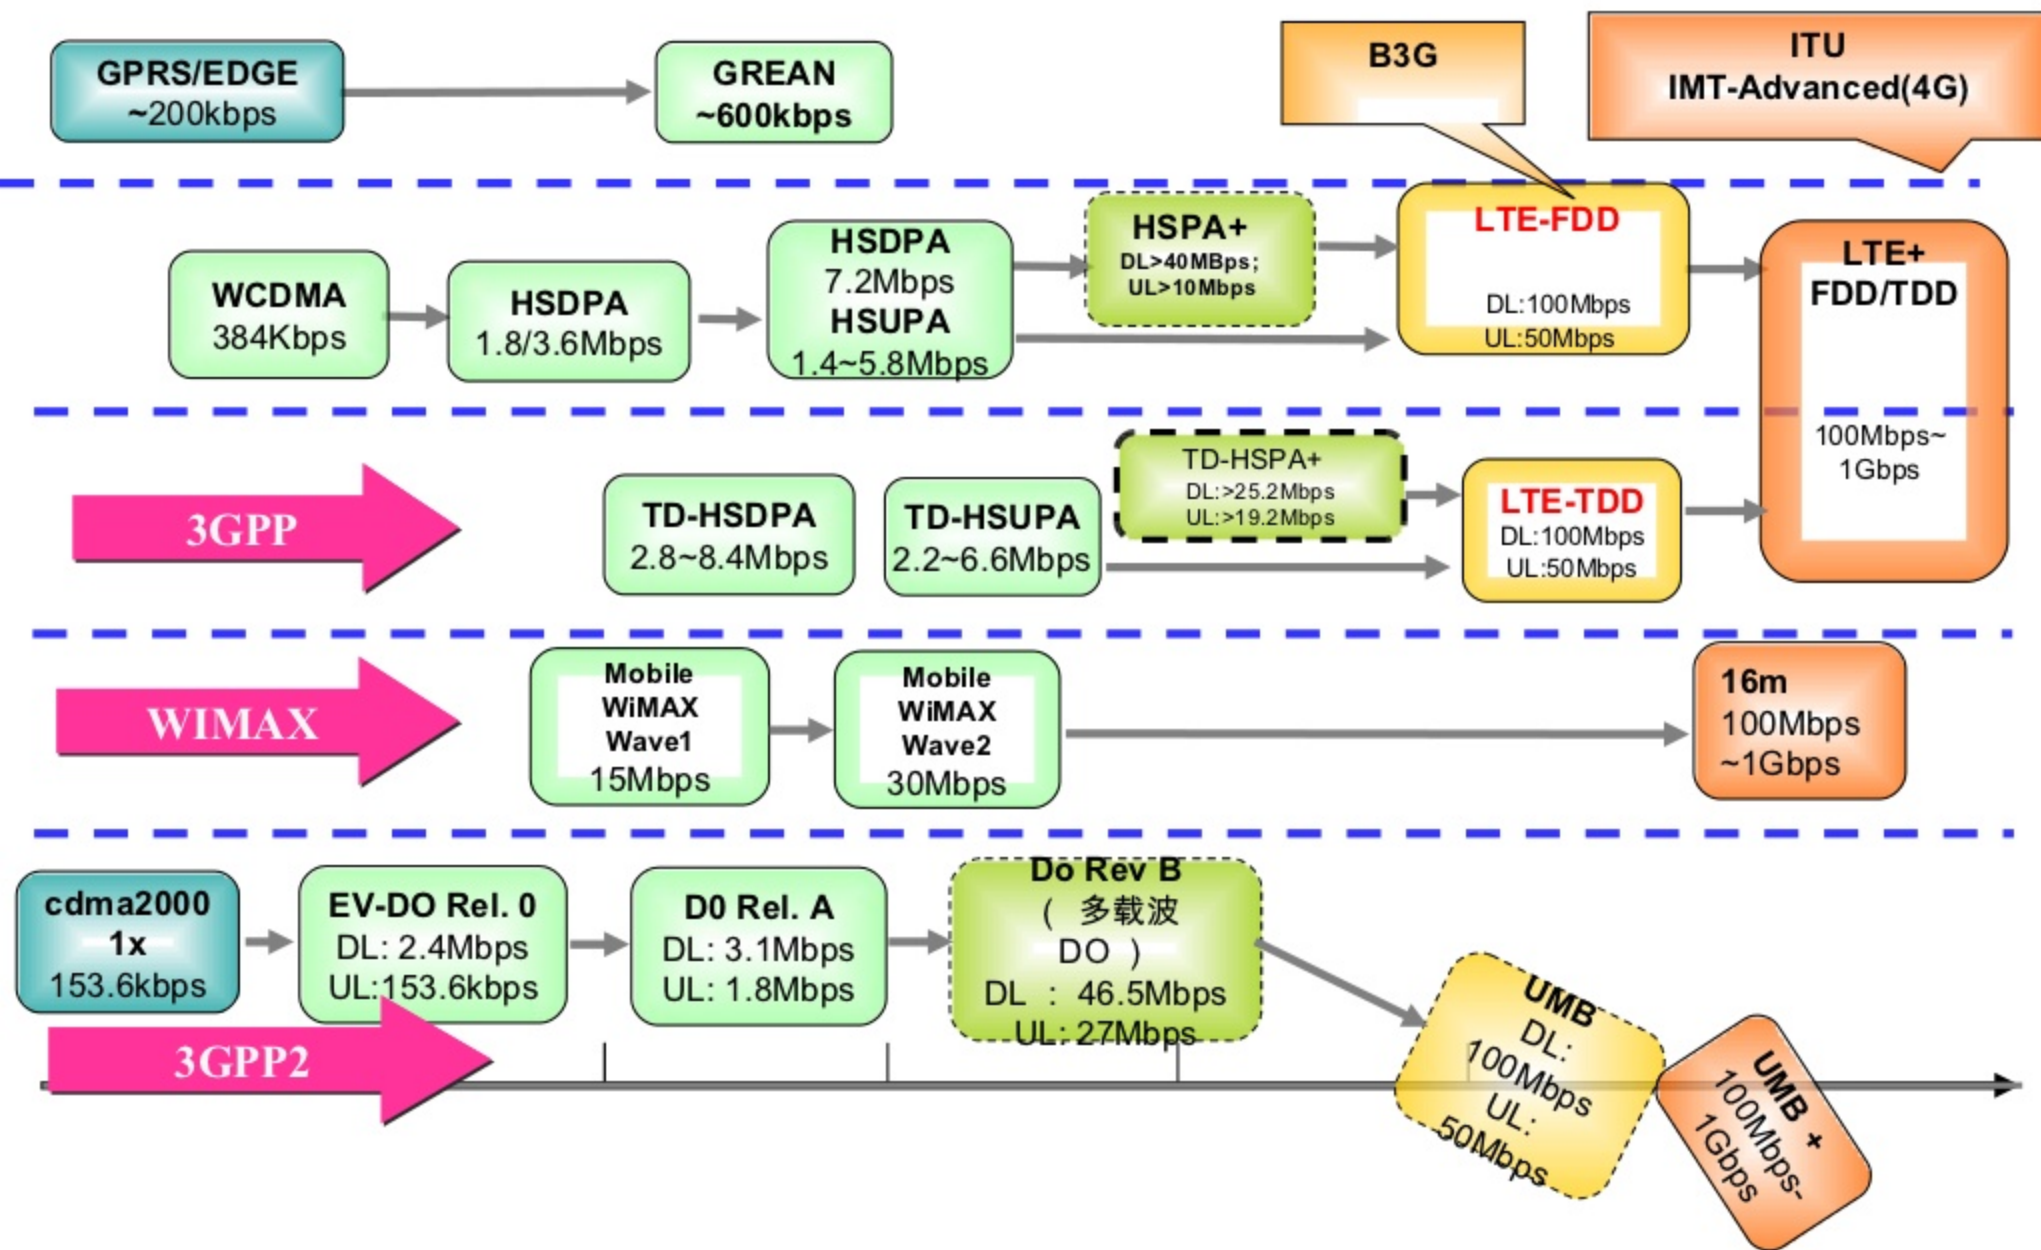 GPRS/EDGE
~200kbps
GREAN
~600kbps
B3G
ITU
IMT-Advanced(4G)
WCDMA
384Kbps
HSDPA
1.8/3.6Mbps
HSDPA
7.2Mbps
HSUPA
1.4~5.8Mbps
HSPA+
DL>40MBps;
UL>10Mbps
LTE-FDD
DL:100Mbps
UL:50Mbps
LTE+
FDD/TDD
100Mbps~
1Gbps
3GPP
TD-HSDPA
2.8~8.4Mbps
TD-HSUPA
2.2~6.6Mbps
TD-HSPA+
DL:>25.2Mbps
UL:>19.2Mbps
LTE-TDD
DL:100Mbps
UL:50Mbps
WIMAX
Mobile
WiMAX
Wave1
15Mbps
Mobile
WiMAX
Wave2
30Mbps
16m
100Mbps
~1Gbps
cdma2000
1x
153.6kbps
EV-DO Rel. 0
DL: 2.4Mbps
UL:153.6kbps
D0 Rel. A
DL: 3.1Mbps
UL: 1.8Mbps
Do Rev B
( 多载波
DO )
DL : 46.5Mbps
UL: 27Mbps
UMB
DL:
100Mbps
UL:
50Mbps
UMB +
100Mbps-
1Gbps
3GPP2